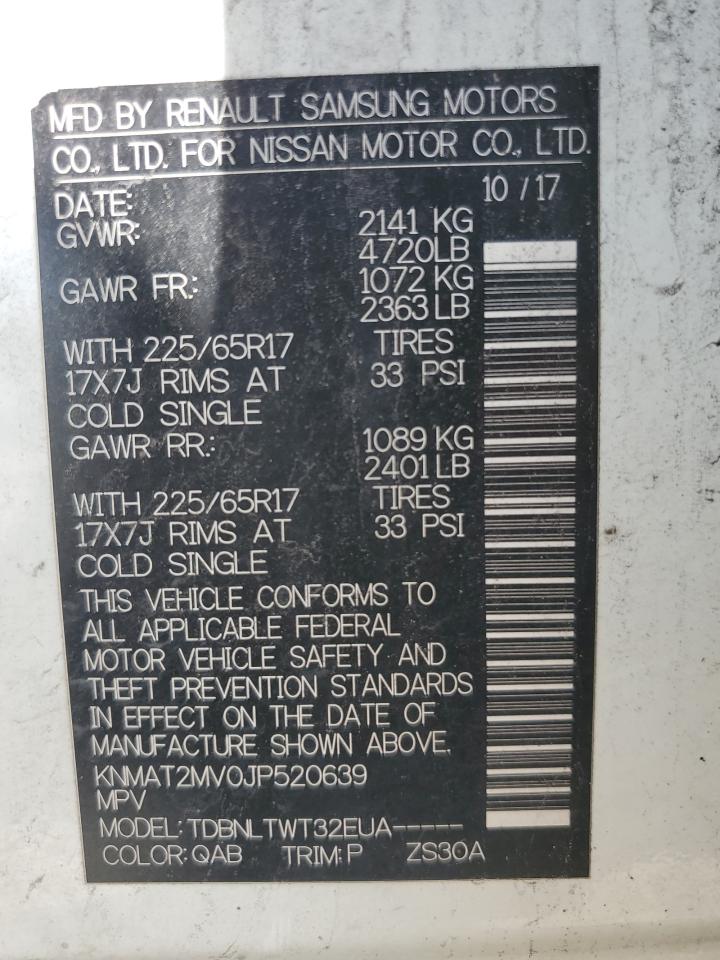 MFD BY RENAULT SAMSUNG MOTORS
CO., LTD. FOR NISSAN MOTOR CO., LTD.
DATE: 10 / 17
GVWR: 2141 KG
4720LB
GAWR FR.: 1072 KG
2363LB
WITH 225/65R17 TIRES
17X7J RIMS AT 33 PSI
COLD SINGLE
GAWR RR.: 1089 KG
2401LB
WITH 225/65R17 TIRES
17X7J RIMS AT 33 PSI
COLD SINGLE
THIS VEHICLE CONFORMS TO
ALL APPLICABLE FEDERAL
MOTOR VEHICLE SAFETY AND
THEFT PREVENTION STANDARDS
IN EFFECT ON THE DATE OF
MANUFACTURE SHOWN ABOVE.
KNMAT2MV0JP520639
MPV
MODEL: TDBNLTWT32EUA-----
COLOR: QAB TRIM: P ZS30A